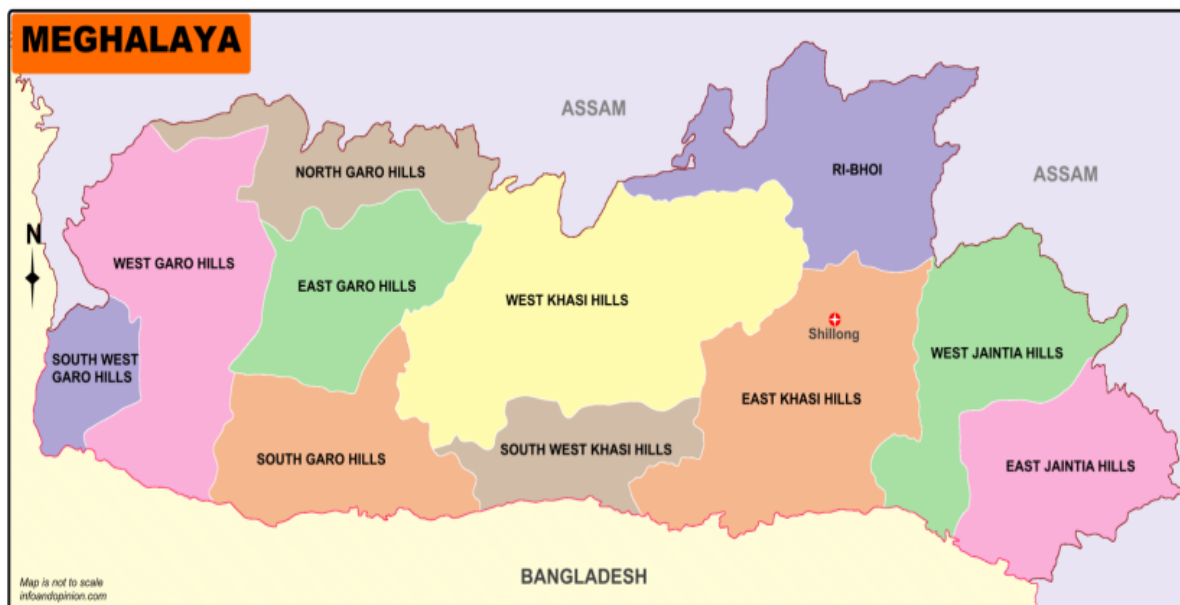 MEGHALAYA
ASSAM
NORTH GARO HILLS
RI-BHOI
ASSAM
N
WEST GARO HILLS
EAST GARO HILLS
WEST KHASI HILLS
Shillong
SOUTH WEST
GARO HILLS
WEST JAINTIA HILLS
EAST KHASI HILLS
SOUTH GARO HILLS
SOUTH WEST KHASI HILLS
EAST JAINTIA HILLS
BANGLADESH
Map is not to scale
infoandopinion.com